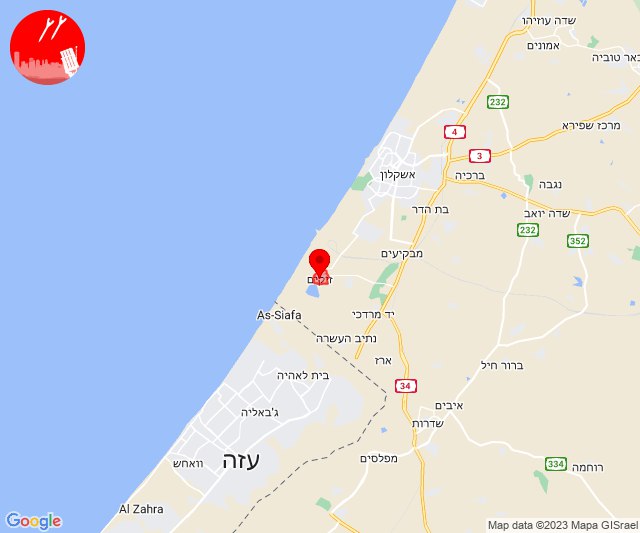 שדה עוזיהו
אמונים
באר טוביה
232
4
מרכז שפירא
3
אשקלון
ברכיה
נגבה
בת הדר
שדה יואב
232
352
מבקיעים
זיקים
As-Siafa
יד מרדכי
נתיב העשרה
ארז
ברור חיל
בית לאהיה
34
ג'באליה
איבים
שדרות
עזה
מפלסים
וואחש
334
רוחמה
Al Zahra
Google
Map data ©2023 Mapa GISrael